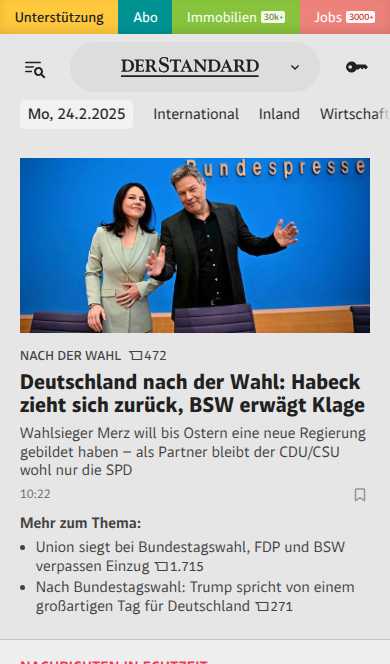 Unterstützung Abo Immobilien 30k+ Jobs 3000+
DERSTANDARD
Mo, 24.2.2025 International Inland Wirtschaft
Bundespresse
NACH DER WAHL 472
Deutschland nach der Wahl: Habeck
zieht sich zurück, BSW erwägt Klage
Wahlsieger Merz will bis Ostern eine neue Regierung
gebildet haben – als Partner bleibt der CDU/CSU
wohl nur die SPD
10:22
Mehr zum Thema:
• Union siegt bei Bundestagswahl, FDP und BSW
verpassen Einzug 1.715
• Nach Bundestagswahl: Trump spricht von einem
großartigen Tag für Deutschland 271
NACHRICHTEN IN ECHTZEIT